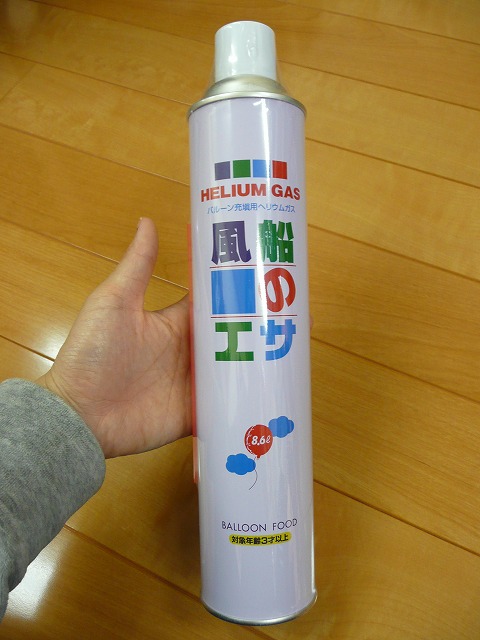 HELIUM GAS
バルーン充填用ヘリウムガス
風船
の
エサ
8.6ℓ
BALLOON FOOD
対象年齢3才以上